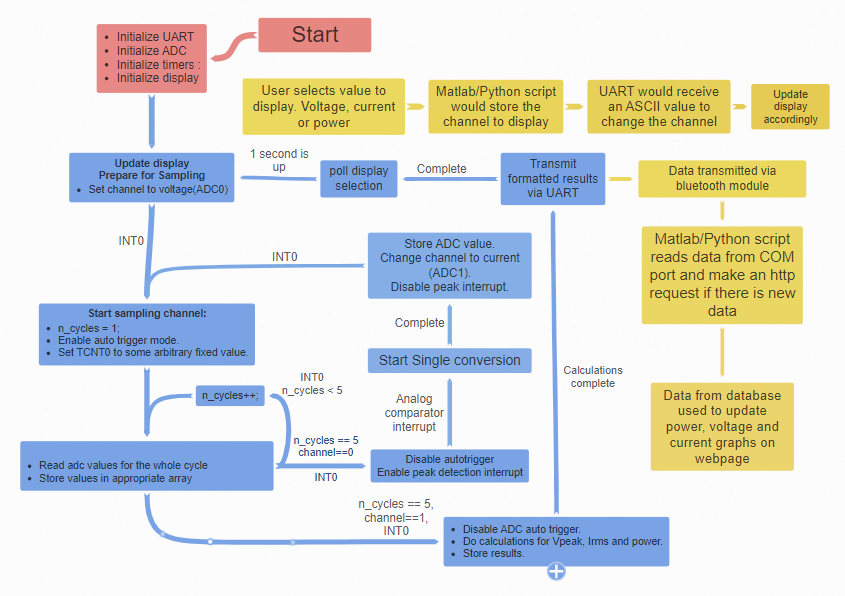 Start
Initialize UART
Initialize ADC
Initialize timers :
Initialize display
User selects value to
display. Voltage, current
or power
Matlab/Python script
would store the
channel to display
UART would receive
an ASCII value to
change the channel
Update
display
accordingly
Update display
Prepare for Sampling
Set channel to voltage(ADC0)
1 second is
up
poll display
selection
Complete
Transmit
formatted results
via UART
Data transmitted via
bluetooth module
INT0
INT0
Store ADC value.
Change channel to current
(ADC1).
Disable peak interrupt.
Matlab/Python script
reads data from COM
port and make an http
request if there is new
data
Start sampling channel:
n_cycles = 1;
Enable auto trigger mode.
Set TCNT0 to some arbitrary fixed value.
Complete
Start Single conversion
Calculations
complete
n_cycles++;
INT0
n_cycles < 5
Analog
comparator
interrupt
Data from database
used to update
power, voltage and
current graphs on
webpage
n_cycles == 5
channel==0
INT0
Read adc values for the whole cycle
Store values in appropriate array
Disable autotrigger
Enable peak detection interrupt
n_cycles == 5,
channel==1,
INT0
Disable ADC auto trigger.
Do calculations for Vpeak, Irms and power.
Store results.